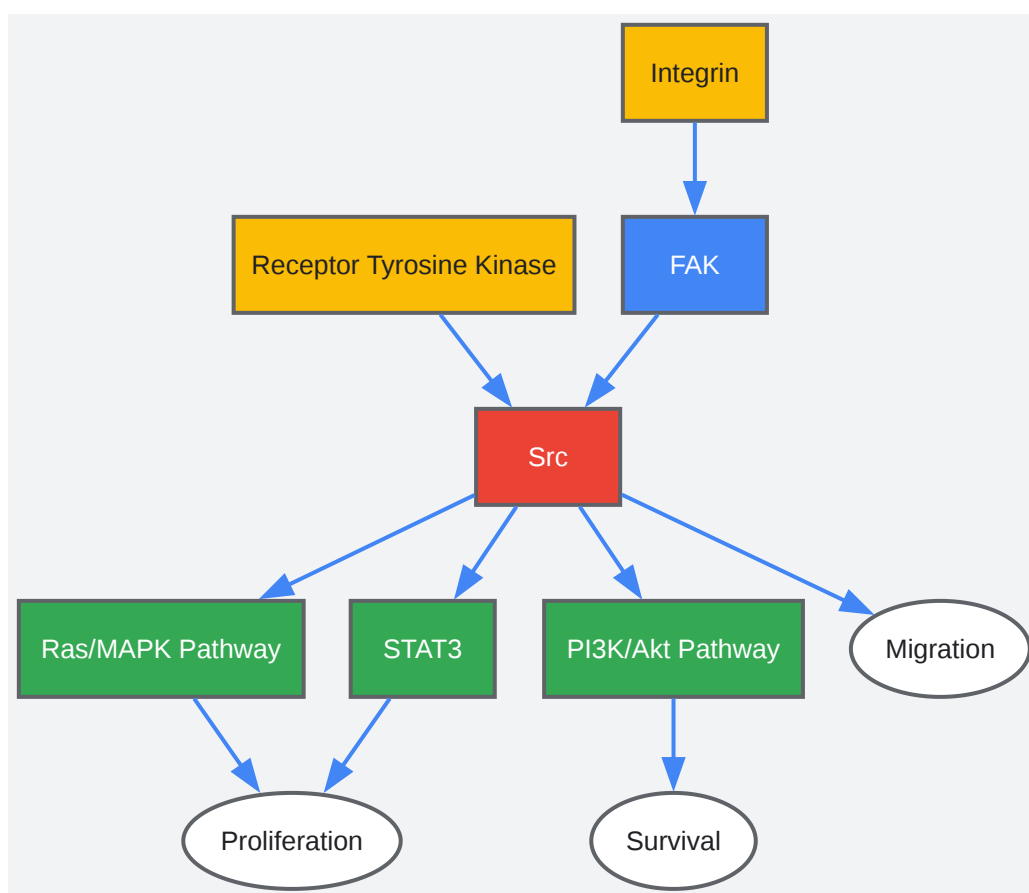 Integrin
Receptor Tyrosine Kinase
FAK
Src
Ras/MAPK Pathway
STAT3
PI3K/Akt Pathway
Migration
Proliferation
Survival